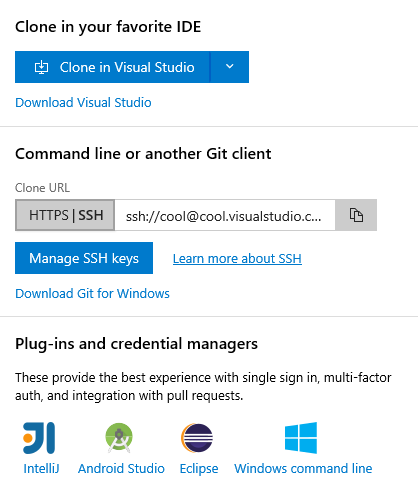 Clone in your favorite IDE
Clone in Visual Studio
Download Visual Studio
Command line or another Git client
Clone URL
HTTPS | SSH ssh://cool@cool.visualstudio.c...
Manage SSH keys Learn more about SSH
Download Git for Windows
Plug-ins and credential managers
These provide the best experience with single sign in, multi-factor
auth, and integration with pull requests.
IntelliJ Android Studio Eclipse Windows command line